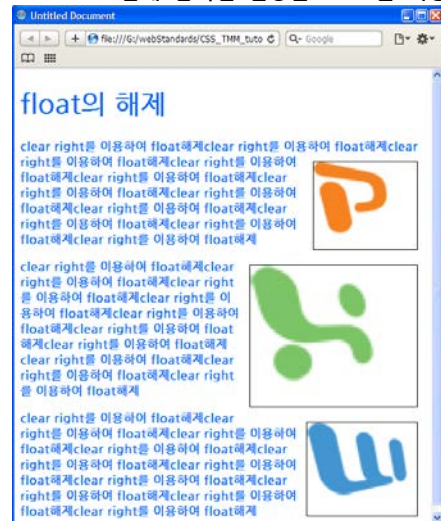 Untitled Document
file:///G:/webStandards/CSS_TMM_tuto
Google
float의 해제
clear right를 이용하여 float해제clear right를 이용하여 float해제clear
right를 이용하여 float해제clear right를 이용하여
float해제clear right를 이용하여 float해제clear
right를 이용하여 float해제clear right를 이용하여
float해제clear right를 이용하여 float해제clear
right를 이용하여 float해제clear right를 이용하여
float해제clear right를 이용하여 float해제
clear right를 이용하여 float해제clear
right를 이용하여 float해제clear right
를 이용하여 float해제clear right를 이
용하여 float해제clear right를 이용하여
float해제clear right를 이용하여 float
해제clear right를 이용하여 float해제
clear right를 이용하여 float해제clear
right를 이용하여 float해제clear right
를 이용하여 float해제
clear right를 이용하여 float해제clear
right를 이용하여 float해제clear right를 이용하여
float해제clear right를 이용하여 float해제clear
right를 이용하여 float해제clear right를 이용하여
float해제clear right를 이용하여 float해제clear
right를 이용하여 float해제clear right를 이용하여
float해제clear right를 이용하여 float해제